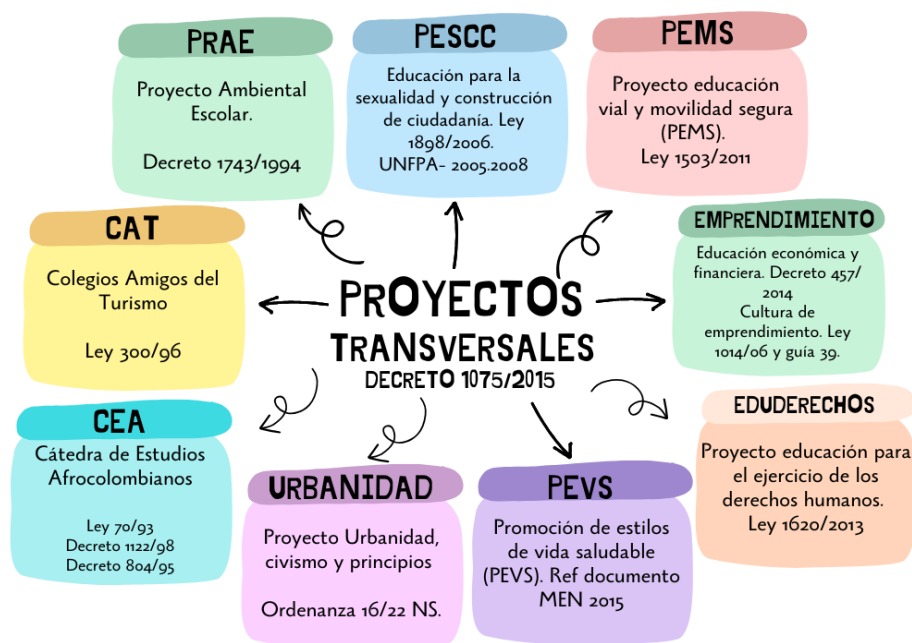 PRAE
Proyecto Ambiental
Escolar.
Decreto 1743/1994
PESCC
Educación para la
sexualidad y construcción
de ciudadanía. Ley
1898/2006.
UNFPA- 2005.2008
PEMS
Proyecto educación
vial y movilidad segura
(PEMS).
Ley 1503/2011
CAT
Colegios Amigos del
Turismo
Ley 300/96
PROYECTOS
TRANSVERSALES
DECRETO 1075/2015
EMPRENDIMIENTO
Educación económica y
financiera. Decreto 457/
2014
Cultura de
emprendimiento. Ley
1014/06 y guía 39.
CEA
Cátedra de Estudios
Afrocolombianos
Ley 70/93
Decreto 1122/98
Decreto 804/95
URBANIDAD
Proyecto Urbanidad,
civismo y principios
Ordenanza 16/22 NS.
PEVS
Promoción de estilos
de vida saludable
(PEVS). Ref documento
MEN 2015
EDUDERECHOS
Proyecto educación para
el ejercicio de los
derechos humanos.
Ley 1620/2013